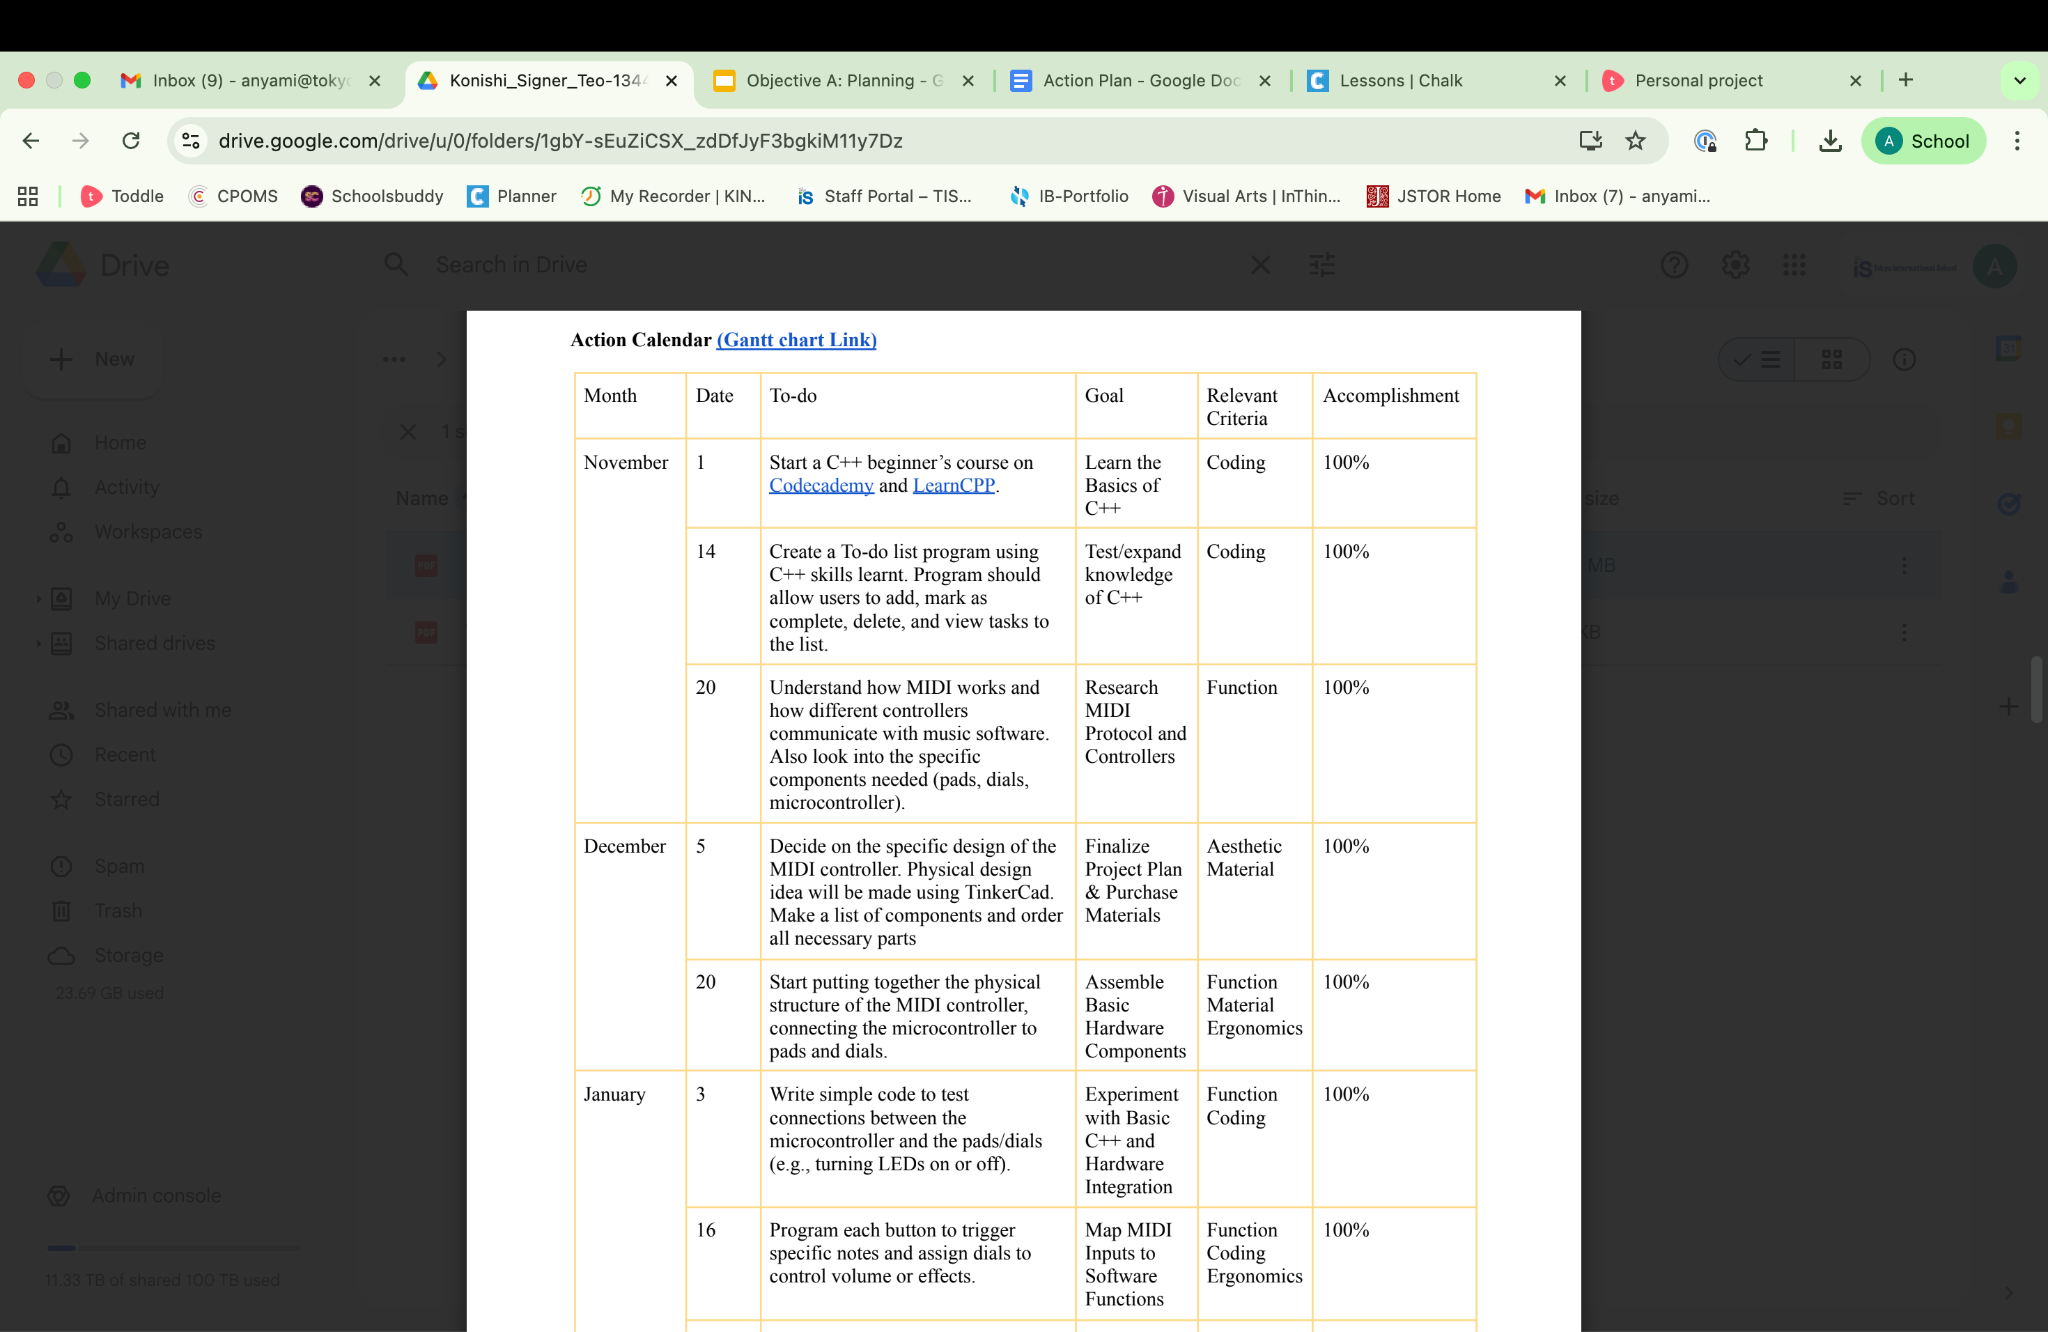 Inbox (9) - anyami@toky
Konishi_Signer_Teo-134
Objective A: Planning - G
Action Plan - Google Doc
Lessons | Chalk
Personal project
drive.google.com/drive/u/0/folders/1gbY-sEuZiCSX_zdDfJyF3bgkiM11y7Dz
A School
Toddle
CPOMS
Schoolsbuddy
Planner
My Recorder | KIN...
Staff Portal – TIS...
IB-Portfolio
Visual Arts | InThin...
JSTOR Home
Inbox (7) - anyami...
Drive
Search in Drive
A
New
Home
Activity
Workspaces
My Drive
Shared drives
Shared with me
Recent
Starred
Spam
Trash
Storage
23.69 GB used
Admin console
11.33 TB of shared 100 TB used
1 s
Name
size
Sort
MB
KB
Action Calendar (Gantt chart Link)
Month
Date
To-do
Goal
Relevant
Criteria
Accomplishment
November
1
Start a C++ beginner’s course on
Codecademy and LearnCPP.
Learn the
Basics of
C++
Coding
100%
14
Create a To-do list program using
C++ skills learnt. Program should
allow users to add, mark as
complete, delete, and view tasks to
the list.
Test/expand
knowledge
of C++
Coding
100%
20
Understand how MIDI works and
how different controllers
communicate with music software.
Also look into the specific
components needed (pads, dials,
microcontroller).
Research
MIDI
Protocol and
Controllers
Function
100%
December
5
Decide on the specific design of the
MIDI controller. Physical design
idea will be made using TinkerCad.
Make a list of components and order
all necessary parts
Finalize
Project Plan
& Purchase
Materials
Aesthetic
Material
100%
20
Start putting together the physical
structure of the MIDI controller,
connecting the microcontroller to
pads and dials.
Assemble
Basic
Hardware
Components
Function
Material
Ergonomics
100%
January
3
Write simple code to test
connections between the
microcontroller and the pads/dials
(e.g., turning LEDs on or off).
Experiment
with Basic
C++ and
Hardware
Integration
Function
Coding
100%
16
Program each button to trigger
specific notes and assign dials to
control volume or effects.
Map MIDI
Inputs to
Software
Functions
Function
Coding
Ergonomics
100%